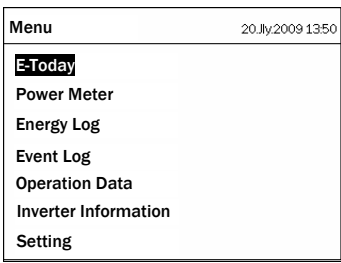 Menu 20.Jly.2009 13:50
E-Today
Power Meter
Energy Log
Event Log
Operation Data
Inverter Information
Setting